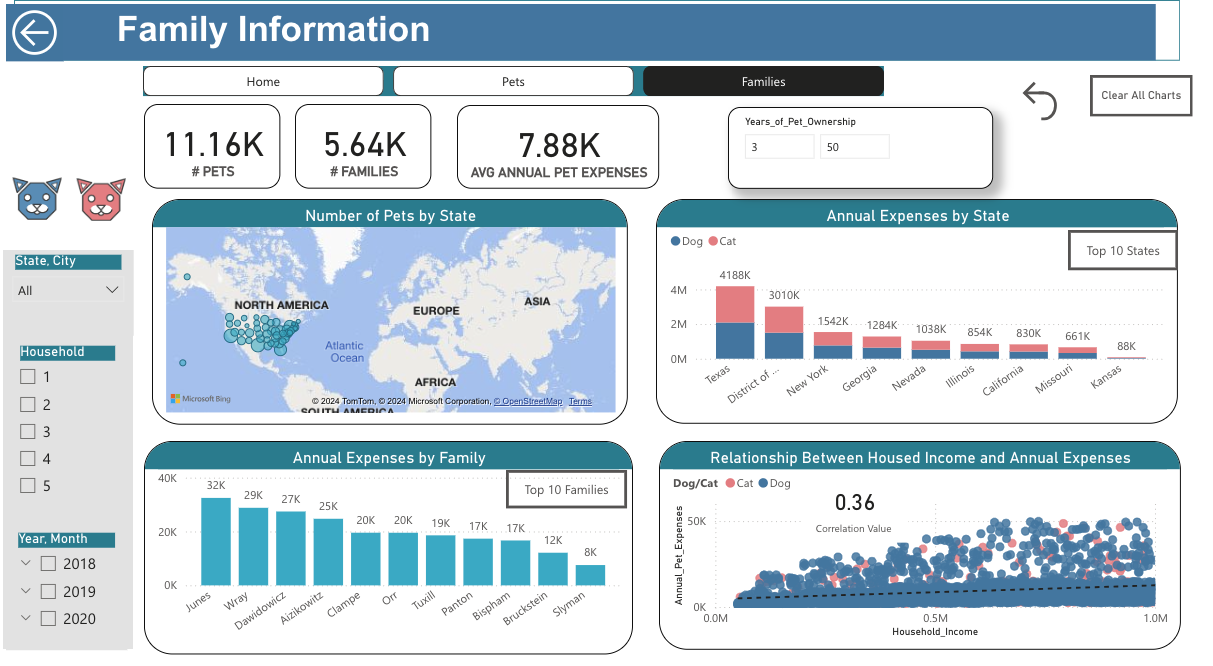 Family Information
Home
Pets
Families
Clear All Charts
11.16K
# PETS
5.64K
# FAMILIES
7.88K
AVG ANNUAL PET EXPENSES
Years_of_Pet_Ownership
3
50
State, City
All
Household
1
2
3
4
5
Year, Month
2018
2019
2020
Number of Pets by State
NORTH AMERICA
EUROPE
ASIA
Atlantic
Ocean
AFRICA
Microsoft Bing
© 2024 TomTom, © 2024 Microsoft Corporation, © OpenStreetMap Terms
SOUTH AMERICA
Annual Expenses by State
Dog
Cat
Top 10 States
4M
2M
0M
4188K
3010K
1542K
1284K
1038K
854K
830K
661K
88K
Texas
District of ...
New York
Georgia
Nevada
Illinois
California
Missouri
Kansas
Annual Expenses by Family
Top 10 Families
40K
20K
0K
32K
29K
27K
25K
20K
20K
19K
17K
17K
12K
8K
Junes
Wray
Dawidowicz
Aizikowitz
Clampe
Orr
Tuxill
Panton
Bispham
Bruckstein
Slyman
Relationship Between Housed Income and Annual Expenses
Dog/Cat
Cat
Dog
0.36
Correlation Value
Annual_Pet_Expenses
50K
0K
0.0M
0.5M
1.0M
Household_Income